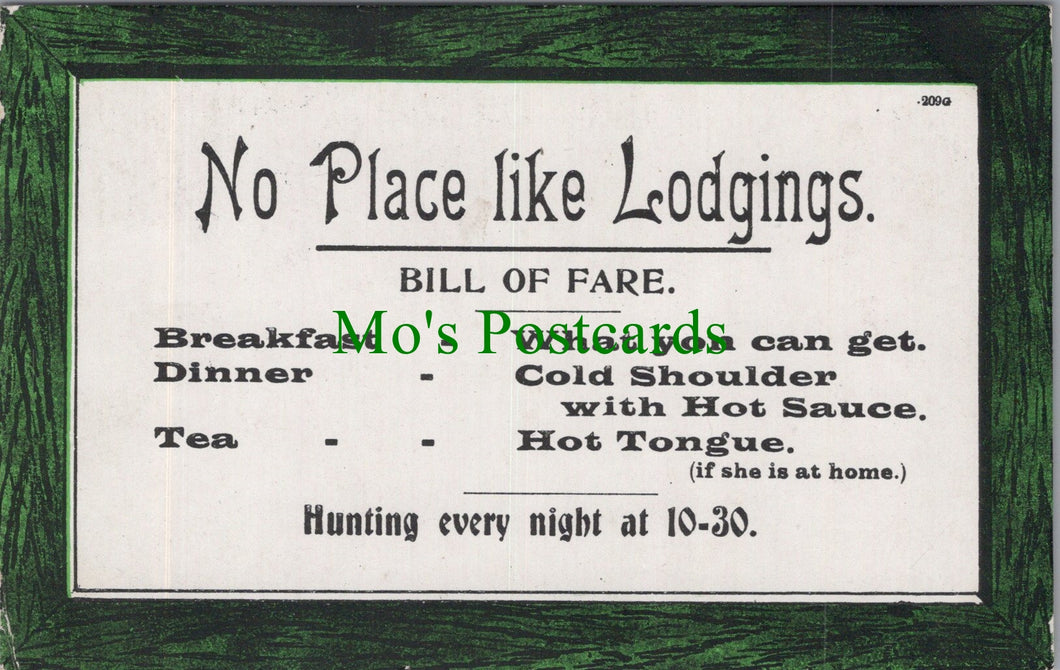 ·209G
No Place like Lodgings.
BILL OF FARE.
Mo's Postcards
Breakfast - What you can get.
Dinner - Cold Shoulder
with Hot Sauce.
Tea - - Hot Tongue.
(if she is at home.)
Hunting every night at 10-30.